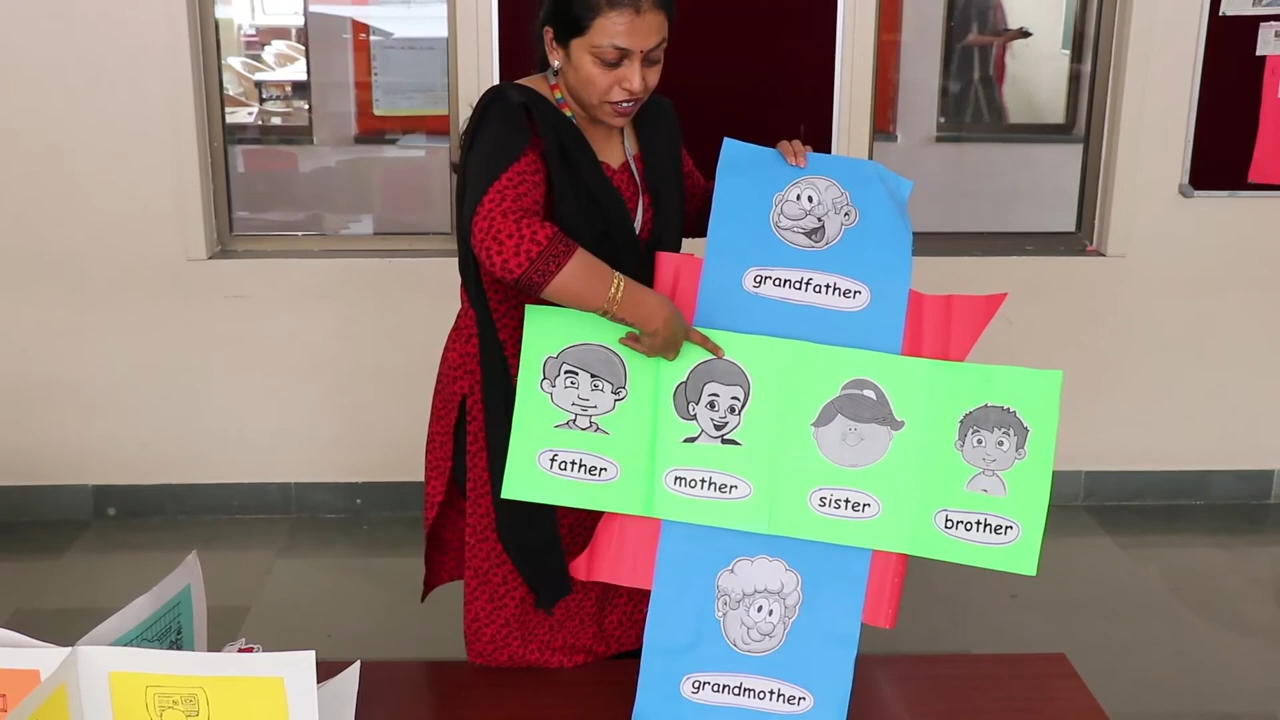 grandfather
father
mother
sister
brother
grandmother